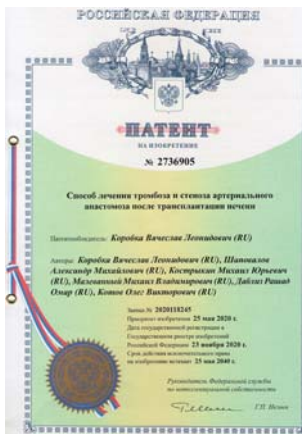 РОССИЙСКАЯ ФЕДЕРАЦИЯ
ПАТЕНТ
НА ИЗОБРЕТЕНИЕ
№ 2736905
Способ лечения тромбоза и стеноза артериального
анастомоза после трансплантации печени
Патентообладатель: Коробка Вячеслав Леонидович (RU)
Авторы: Коробка Вячеслав Леонидович (RU), Шаповалов
Александр Михайлович (RU), Кострыкин Михаил Юрьевич
(RU), Малеванный Михаил Владимирович (RU), Даблиз Рашад
Омар (RU), Котов Олег Викторович (RU)
Заявка № 2020118245
Приоритет изобретения 25 мая 2020 г.
Дата государственной регистрации в
Государственном реестре изобретений
Российской Федерации 23 ноября 2020 г.
Срок действия исключительного права
на изобретение истекает 25 мая 2040 г.
Руководитель Федеральной службы
по интеллектуальной собственности
Г.П. Ивлиев